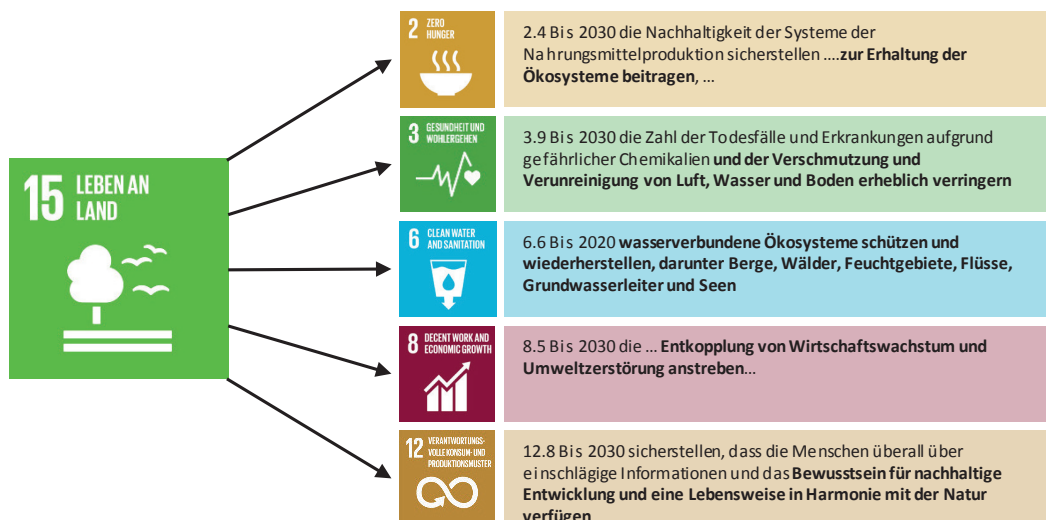 15 LEBEN AN
LAND
2 ZERO
HUNGER
2.4 Bis 2030 die Nachhaltigkeit der Systeme der
Nahrungsmittelproduktion sicherstellen ....zur Erhaltung der
Ökosysteme beitragen, ...
3 GESUNDHEIT UND
WOHLERGEHEN
3.9 Bis 2030 die Zahl der Todesfälle und Erkrankungen aufgrund
gefährlicher Chemikalien und der Verschmutzung und
Verunreinigung von Luft, Wasser und Boden erheblich verringern
6 CLEAN WATER
AND SANITATION
6.6 Bis 2020 wasserverbundene Ökosysteme schützen und
wiederherstellen, darunter Berge, Wälder, Feuchtgebiete, Flüsse,
Grundwasserleiter und Seen
8 DECENT WORK AND
ECONOMIC GROWTH
8.5 Bis 2030 die ... Entkopplung von Wirtschaftswachstum und
Umweltzerstörung anstreben...
12 VERANTWORTUNGS-
VOLLE KONSUM- UND
PRODUKTIONSMUSTER
12.8 Bis 2030 sicherstellen, dass die Menschen überall über
einschlägige Informationen und das Bewusstsein für nachhaltige
Entwicklung und eine Lebensweise in Harmonie mit der Natur
verfügen